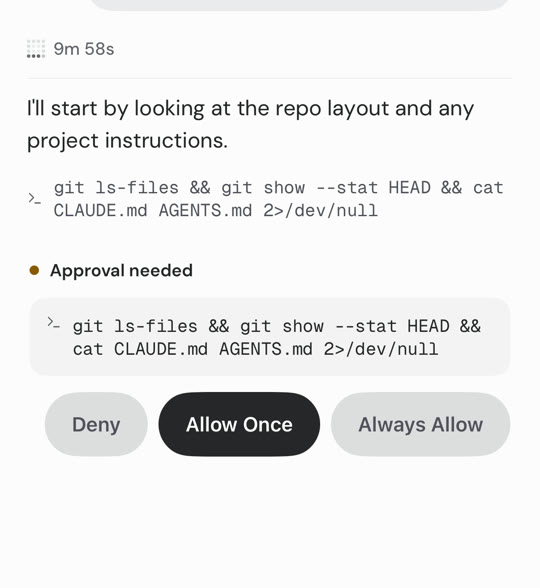 9m 58s
I'll start by looking at the repo layout and any
project instructions.
>_ git ls-files && git show --stat HEAD && cat
CLAUDE.md AGENTS.md 2>/dev/null
Approval needed
>_ git ls-files && git show --stat HEAD &&
cat CLAUDE.md AGENTS.md 2>/dev/null
Deny
Allow Once
Always Allow